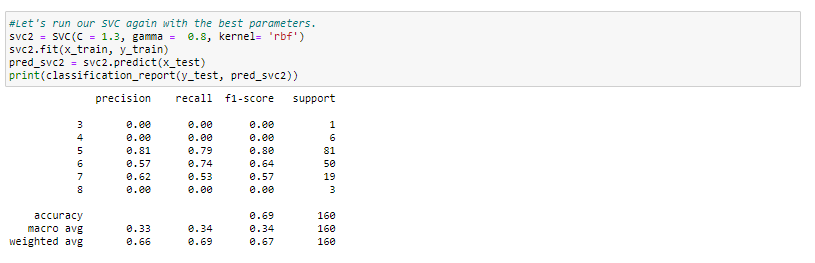 #Let's run our SVC again with the best parameters.
svc2 = SVC(C = 1.3, gamma =  0.8, kernel= 'rbf')
svc2.fit(x_train, y_train)
pred_svc2 = svc2.predict(x_test)
print(classification_report(y_test, pred_svc2))
precision    recall  f1-score   support
3       0.00      0.00      0.00         1
4       0.00      0.00      0.00         6
5       0.81      0.79      0.80        81
6       0.57      0.74      0.64        50
7       0.62      0.53      0.57        19
8       0.00      0.00      0.00         3
accuracy                           0.69       160
macro avg       0.33      0.34      0.34       160
weighted avg       0.66      0.69      0.67       160